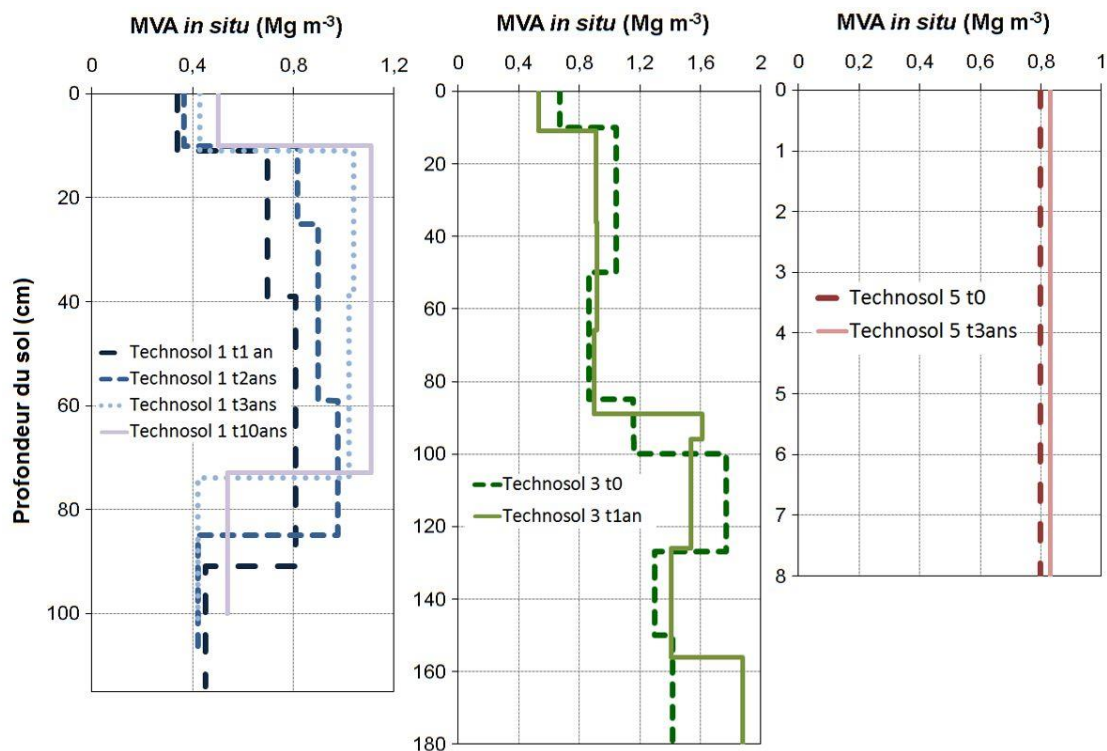 MVA in situ (Mg m-3)
0 0,4 0,8 1,2
0
20
40
60
80
100
Profondeur du sol (cm)
Technosol 1 t1 an
Technosol 1 t2ans
Technosol 1 t3ans
Technosol 1 t10ans
MVA in situ (Mg m-3)
0 0,4 0,8 1,2 1,6 2
0
20
40
60
80
100
120
140
160
180
Technosol 3 t0
Technosol 3 t1an
MVA in situ (Mg m-3)
0 0,2 0,4 0,6 0,8 1
0
1
2
3
4
5
6
7
8
Technosol 5 t0
Technosol 5 t3ans